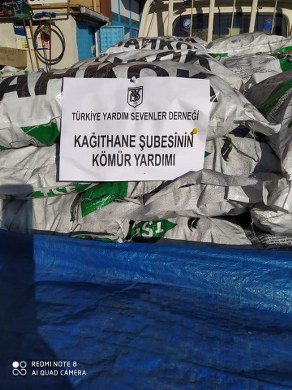 TÜRKİYE YARDIM SEVENLER DERNEĞİ
KAĞITHANE ŞUBESİNİN
KÖMÜR YARDIMI
REDMI NOTE 8
AI QUAD CAMERA